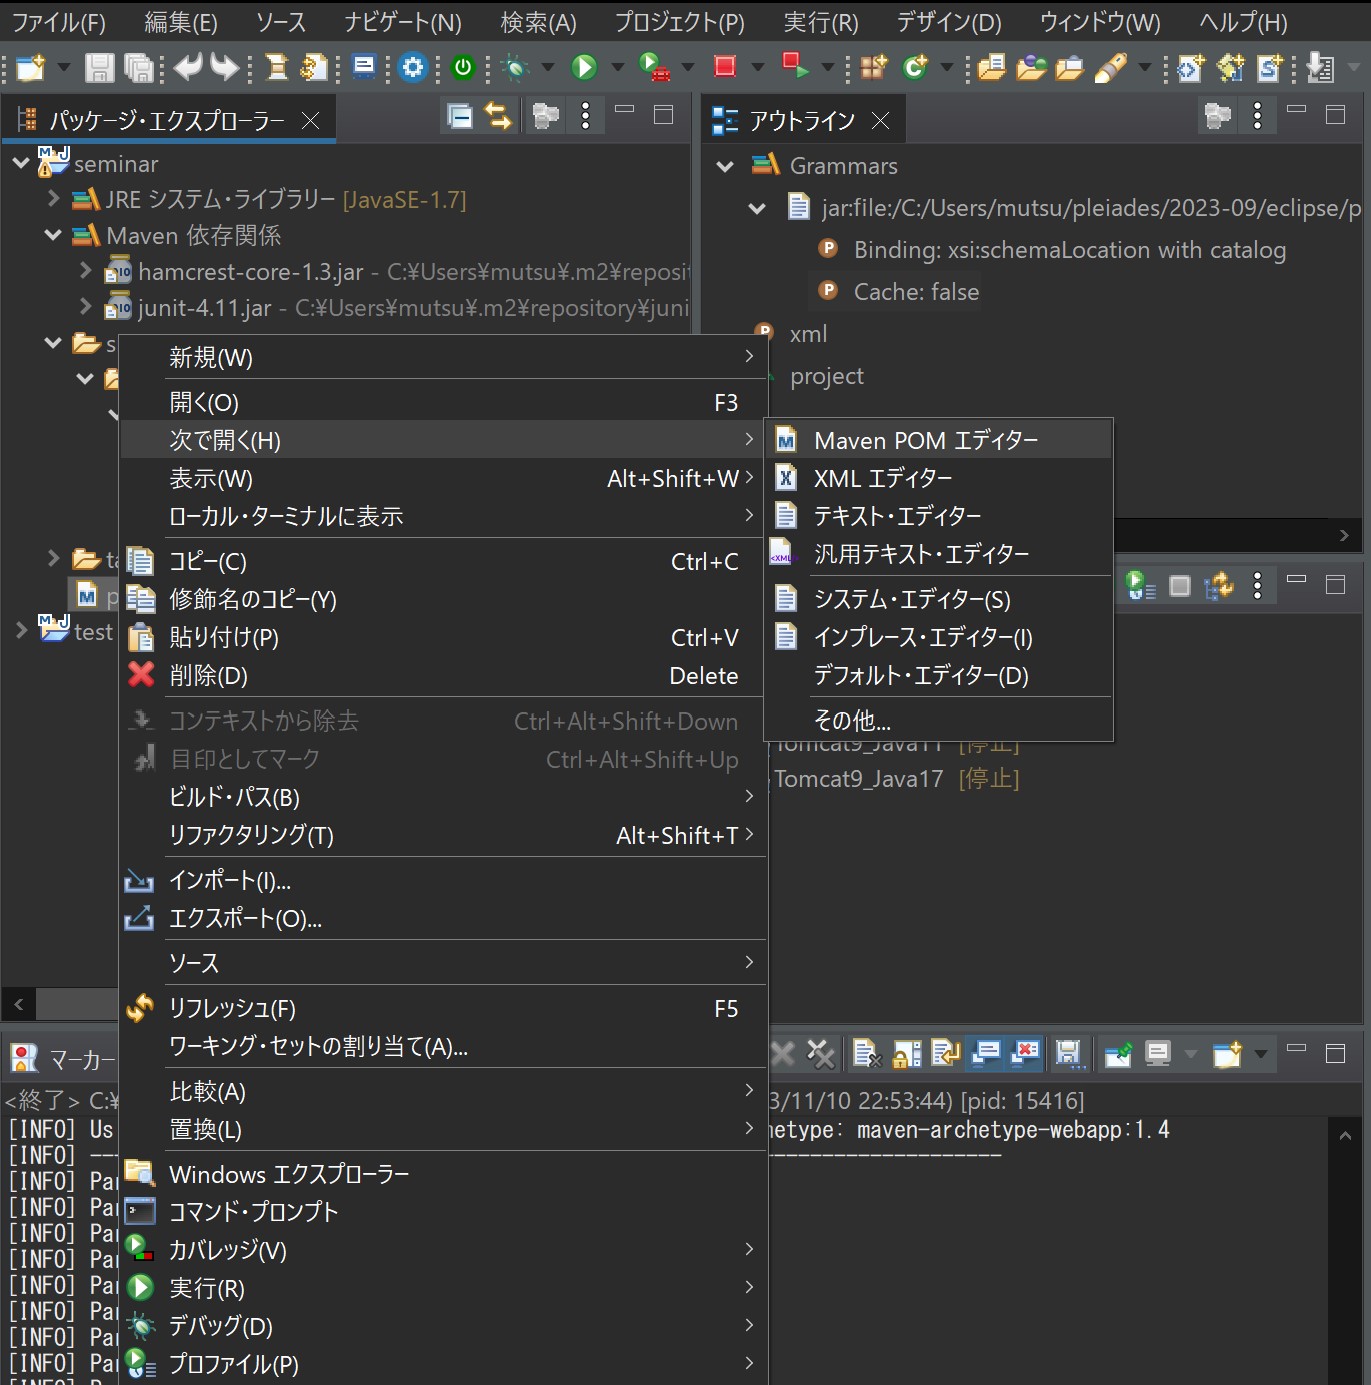 ファイル(F) 編集(E) ソース ナビゲート(N) 検索(A) プロジェクト(P) 実行(R) デザイン(D) ウィンドウ(W) ヘルプ(H)
パッケージ・エクスプローラー
seminar
JRE システム・ライブラリー [JavaSE-1.7]
Maven 依存関係
hamcrest-core-1.3.jar - C:¥Users¥mutsu¥.m2¥reposit
junit-4.11.jar - C:¥Users¥mutsu¥.m2¥repository¥juni
s
ta
p
test
アウトライン
Grammars
jar:file:/C:/Users/mutsu/pleiades/2023-09/eclipse/p
Binding: xsi:schemaLocation with catalog
Cache: false
xml
project
新規(W)
開く(O) F3
次で開く(H)
表示(W) Alt+Shift+W
ローカル・ターミナルに表示
コピー(C) Ctrl+C
修飾名のコピー(Y)
貼り付け(P) Ctrl+V
削除(D) Delete
コンテキストから除去 Ctrl+Alt+Shift+Down
目印としてマーク Ctrl+Alt+Shift+Up
ビルド・パス(B)
リファクタリング(T) Alt+Shift+T
インポート(I)...
エクスポート(O)...
ソース
リフレッシュ(F) F5
ワーキング・セットの割り当て(A)...
比較(A)
置換(L)
Windows エクスプローラー
コマンド・プロンプト
カバレッジ(V)
実行(R)
デバッグ(D)
プロファイル(P)
Maven POM エディター
XML エディター
テキスト・エディター
汎用テキスト・エディター
システム・エディター(S)
インプレース・エディター(I)
デフォルト・エディター(D)
その他...
Tomcat9_Java11 [停止]
Tomcat9_Java17 [停止]
マーカー
<終了> C:¥ 3/11/10 22:53:44) [pid: 15416]
[INFO] Us hetype: maven-archetype-webapp:1.4
[INFO] --- ---------------------
[INFO] Par
[INFO] Par
[INFO] Par
[INFO] Par
[INFO] Par
[INFO] Par
[INFO] Par
[INFO] Par